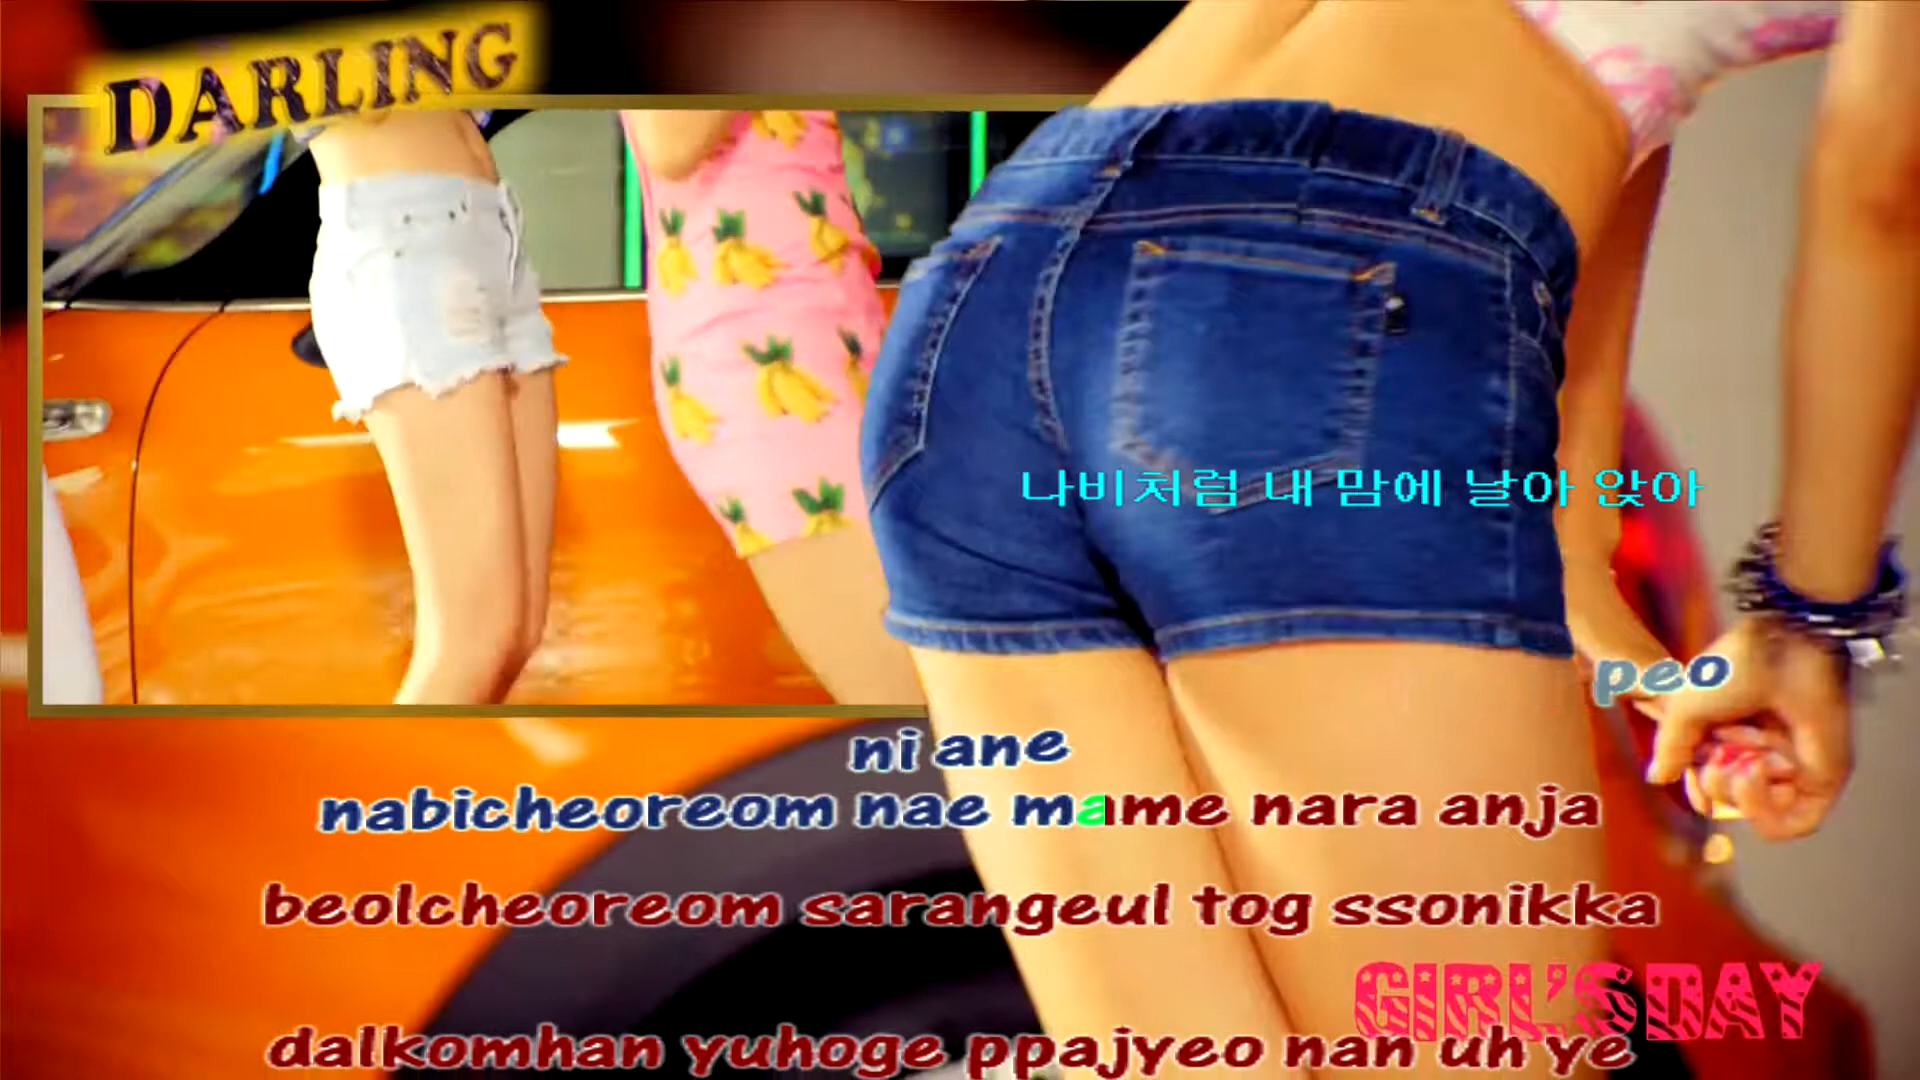 DARLING
나비처럼 내 맘에 날아 앉아
peo
ni ane
nabicheoreom nae mame nara anja
beolcheoreom sarangeul tog ssonikka
GIRL'S DAY
dalkomhan yuhoge ppajyeo nan uh ye